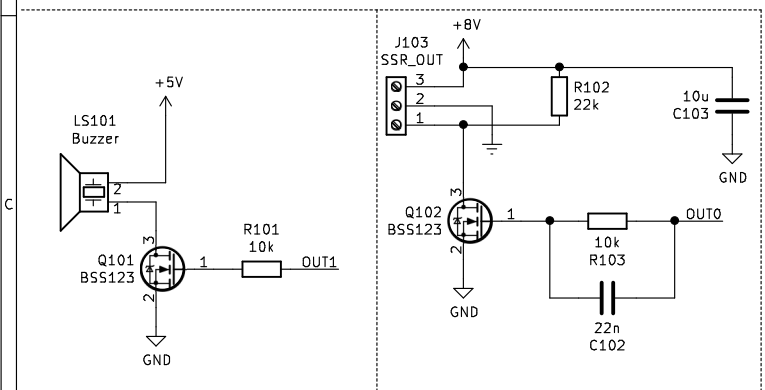 C
+5V
LS101
Buzzer
2
1
3
Q101
BSS123
1
2
R101
10k
OUT1
GND
+8V
J103
SSR_OUT
3
2
1
R102
22k
10u
C103
GND
3
Q102
BSS123
1
2
GND
10k
R103
OUT0
22n
C102